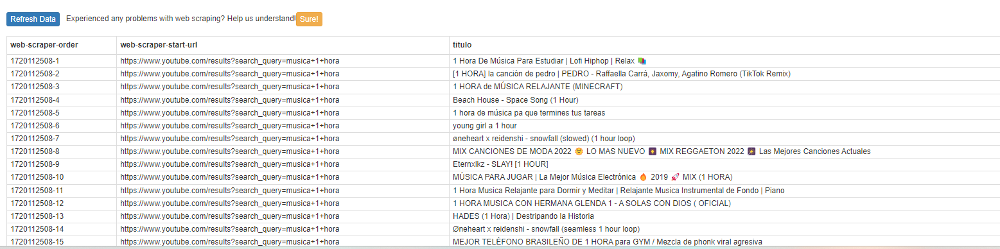 Refresh Data Experienced any problems with web scraping? Help us understand! Sure!
web-scraper-order web-scraper-start-url titulo
1720112508-1 https://www.youtube.com/results?search_query=musica+1+hora 1 Hora De Música Para Estudiar | Lofi Hiphop | Relax 📚
1720112508-2 https://www.youtube.com/results?search_query=musica+1+hora [1 HORA] la canción de pedro | PEDRO - Raffaella Carrà, Jaxomy, Agatino Romero (TikTok Remix)
1720112508-3 https://www.youtube.com/results?search_query=musica+1+hora 1 HORA de MÚSICA RELAJANTE (MINECRAFT)
1720112508-4 https://www.youtube.com/results?search_query=musica+1+hora Beach House - Space Song (1 Hour)
1720112508-5 https://www.youtube.com/results?search_query=musica+1+hora 1 hora de música pa que termines tus tareas
1720112508-6 https://www.youtube.com/results?search_query=musica+1+hora young girl a 1 hour
1720112508-7 https://www.youtube.com/results?search_query=musica+1+hora øneheart x reidenshi - snowfall (slowed) (1 hour loop)
1720112508-8 https://www.youtube.com/results?search_query=musica+1+hora MIX CANCIONES DE MODA 2022 🌞 LO MAS NUEVO 🎇 MIX REGGAETON 2022 🎆 Las Mejores Canciones Actuales
1720112508-9 https://www.youtube.com/results?search_query=musica+1+hora Eternxlkz - SLAY! [1 HOUR]
1720112508-10 https://www.youtube.com/results?search_query=musica+1+hora MÚSICA PARA JUGAR | La Mejor Música Electrónica 🔥 2019 🚀 MIX (1 HORA)
1720112508-11 https://www.youtube.com/results?search_query=musica+1+hora 1 Hora Musica Relajante para Dormir y Meditar | Relajante Musica Instrumental de Fondo | Piano
1720112508-12 https://www.youtube.com/results?search_query=musica+1+hora 1 HORA MUSICA CON HERMANA GLENDA 1 - A SOLAS CON DIOS ( OFICIAL)
1720112508-13 https://www.youtube.com/results?search_query=musica+1+hora HADES (1 Hora) | Destripando la Historia
1720112508-14 https://www.youtube.com/results?search_query=musica+1+hora Øneheart x reidenshi - snowfall (seamless 1 hour loop)
1720112508-15 https://www.youtube.com/results?search_query=musica+1+hora MEJOR TELÉFONO BRASILEÑO DE 1 HORA para GYM / Mezcla de phonk viral agresiva